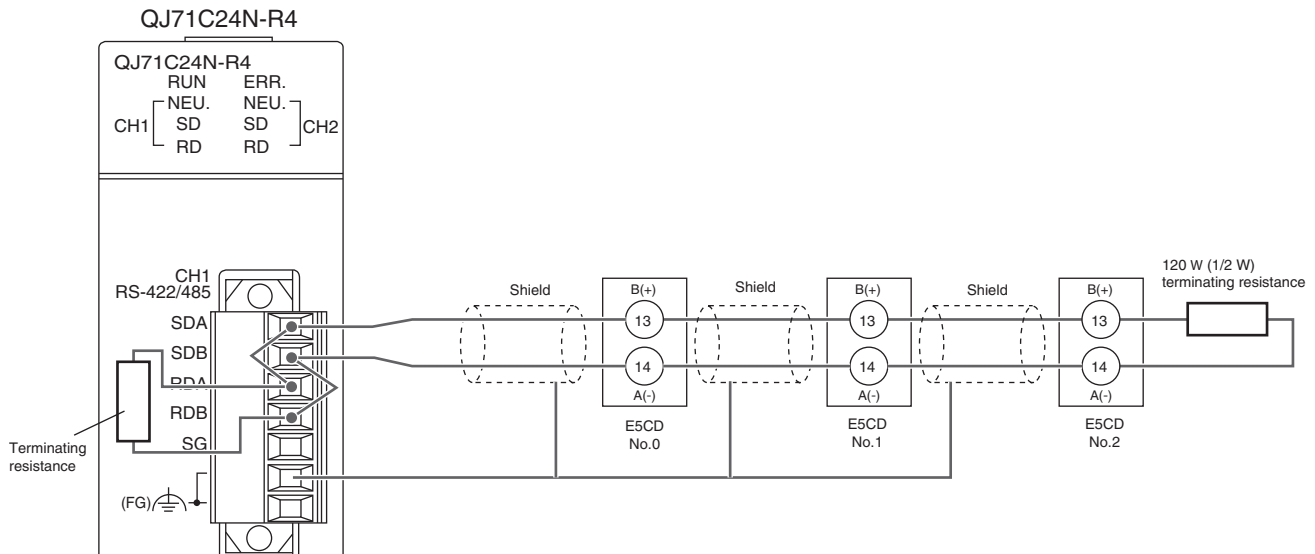 QJ71C24N-R4
QJ71C24N-R4
RUN ERR.
NEU. NEU.
CH1 SD SD CH2
RD RD
CH1
RS-422/485
SDA
SDB
RDA
RDB
SG
(FG)
Terminating
resistance
Shield
B(+)
13
14
A(-)
E5CD
No.0
Shield
B(+)
13
14
A(-)
E5CD
No.1
Shield
B(+)
13
14
A(-)
E5CD
No.2
120 W (1/2 W)
terminating resistance